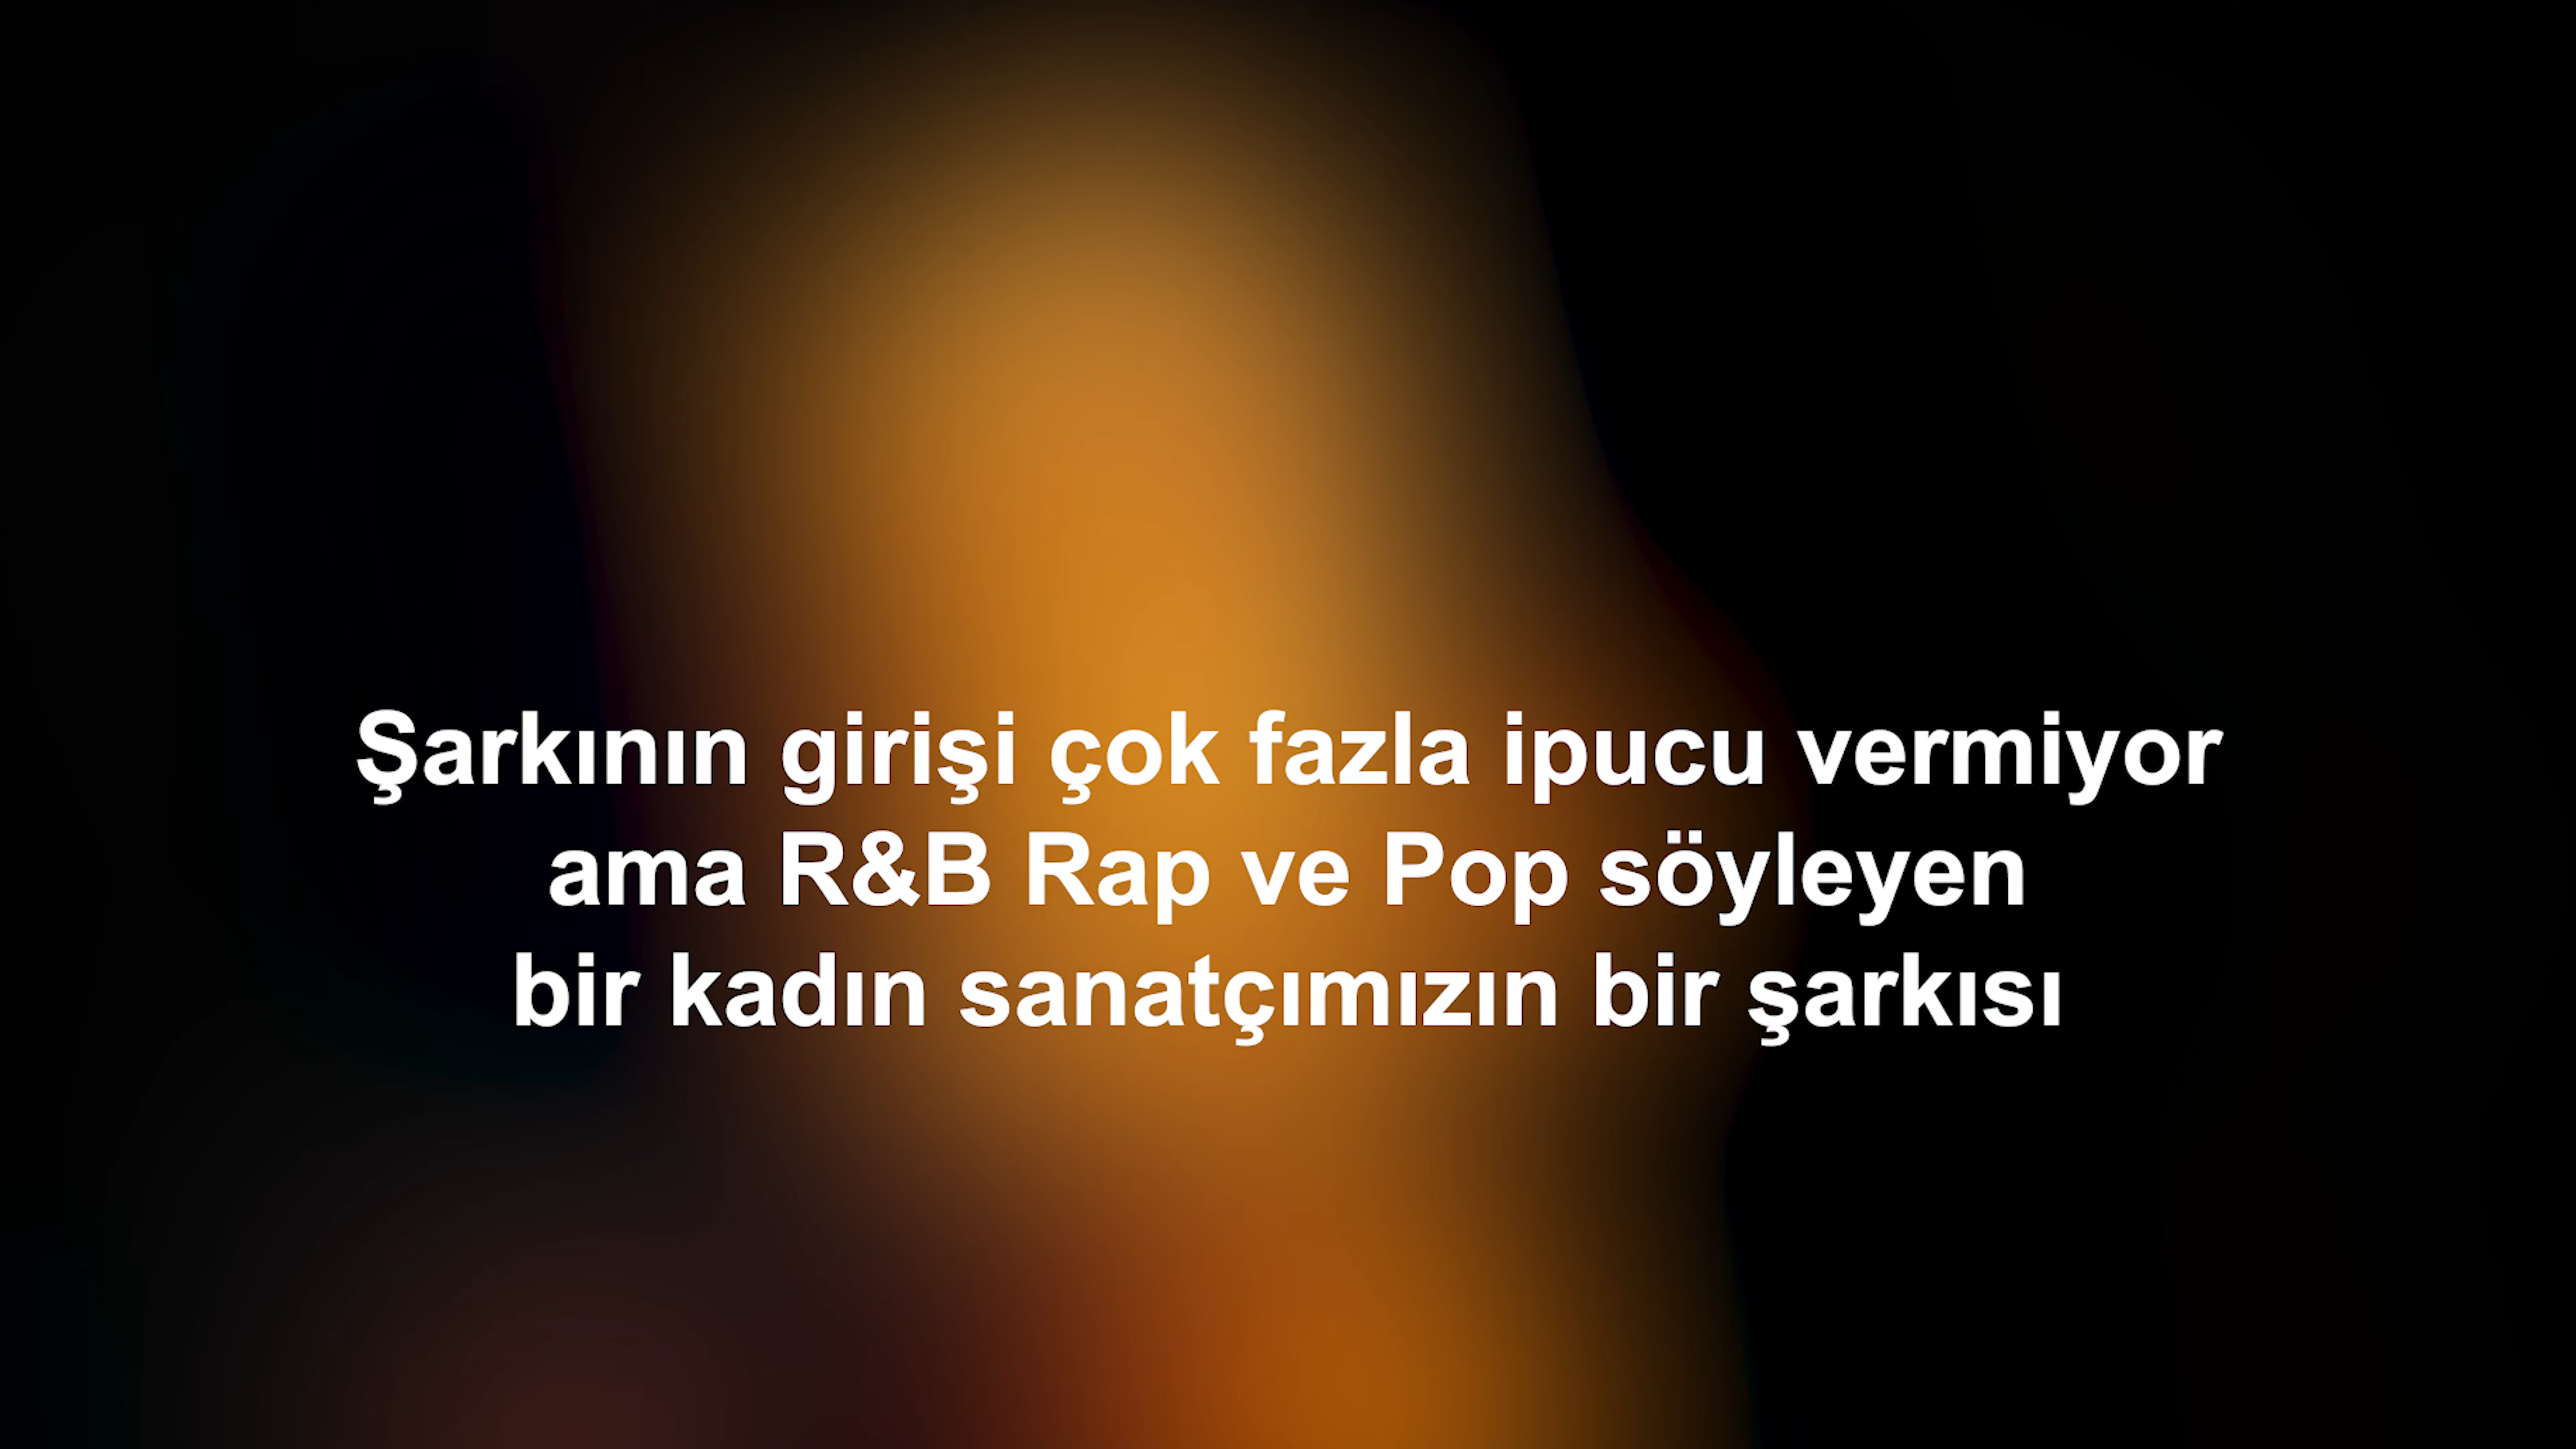 Şarkının girişi çok fazla ipucu vermiyor
ama R&B Rap ve Pop söyleyen
bir kadın sanatçımızın bir şarkısı